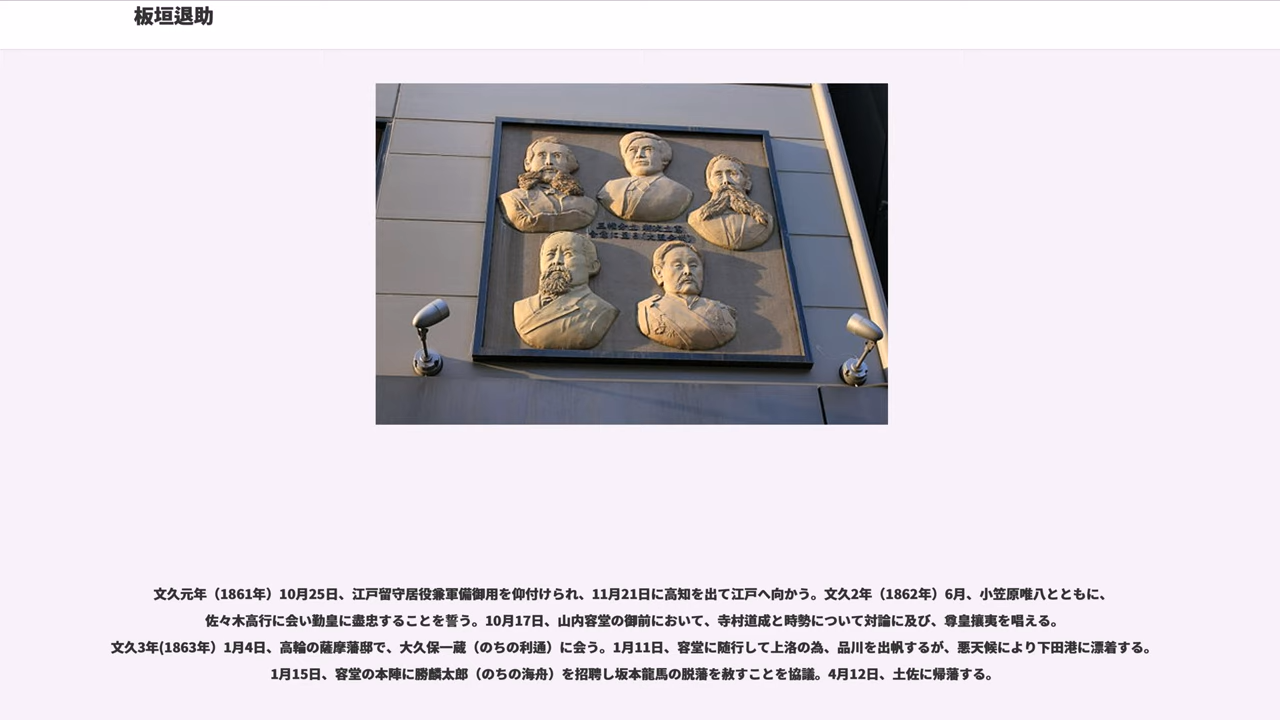 板垣退助
文久元年（1861年）10月25日、江戸留守居役兼軍備御用を仰付けられ、11月21日に高知を出て江戸へ向かう。文久2年（1862年）6月、小笠原唯八とともに、
佐々木高行に会い勤皇に盡忠することを誓う。10月17日、山内容堂の御前において、寺村道成と時勢について対論に及び、尊皇攘夷を唱える。
文久3年(1863年）1月4日、高輪の薩摩藩邸で、大久保一蔵（のちの利通）に会う。1月11日、容堂に随行して上洛の為、品川を出帆するが、悪天候により下田港に漂着する。
1月15日、容堂の本陣に勝麟太郎（のちの海舟）を招聘し坂本龍馬の脱藩を赦すことを協議。4月12日、土佐に帰藩する。